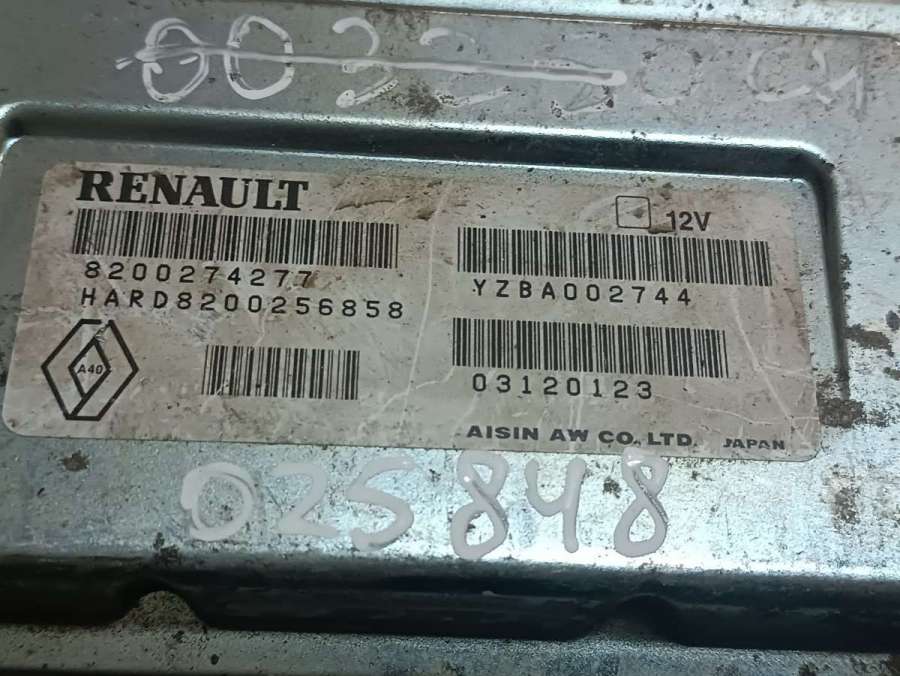 RENAULT
12V
8200274277
HARD8200256858
YZBA002744
A40
03120123
AISIN AW CO., LTD. JAPAN
025848